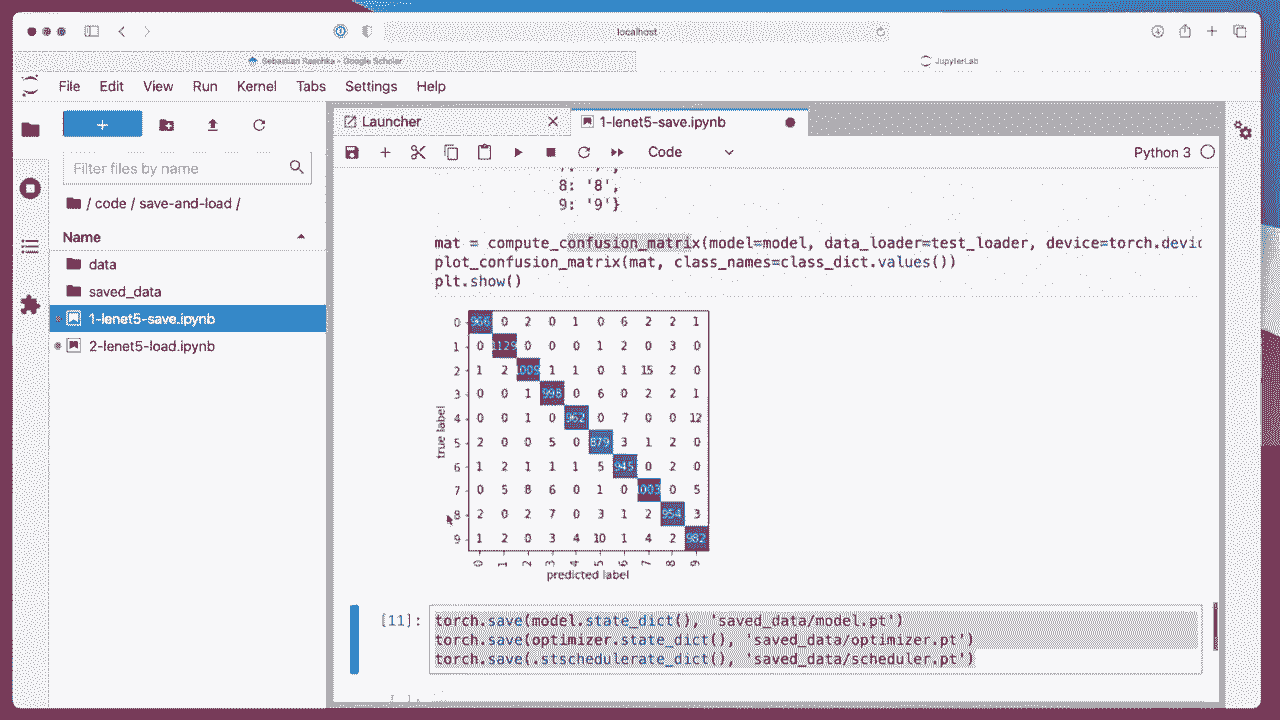 localhost
Sebastian Raschka - Google Scholar
JupyterLab
File Edit View Run Kernel Tabs Settings Help
Launcher
1-lenet5-save.ipynb
Code
Python 3
Filter files by name
/ code / save-and-load /
Name
data
saved_data
1-lenet5-save.ipynb
2-lenet5-load.ipynb
8: '8',
9: '9'}
mat = compute_confusion_matrix(model=model, data_loader=test_loader, device=torch.devic
plot_confusion_matrix(mat, class_names=class_dict.values())
plt.show()
0 966 0 2 0 1 0 6 2 2 1
1 0 1129 0 0 0 1 2 0 3 0
2 1 2 1009 1 1 0 1 15 2 0
3 0 0 1 998 0 6 0 2 2 1
4 0 0 1 0 962 0 7 0 0 12
5 2 0 0 5 0 879 3 1 2 0
6 1 2 1 1 1 5 945 0 2 0
7 0 5 8 6 0 1 0 1003 0 5
8 2 0 2 7 0 3 1 2 954 3
9 1 2 0 3 4 10 1 4 2 982
0 1 2 3 4 5 6 7 8 9
true label
predicted label
[11]:
torch.save(model.state_dict(), 'saved_data/model.pt')
torch.save(optimizer.state_dict(), 'saved_data/optimizer.pt')
torch.save(.stschedulerate_dict(), 'saved_data/scheduler.pt')